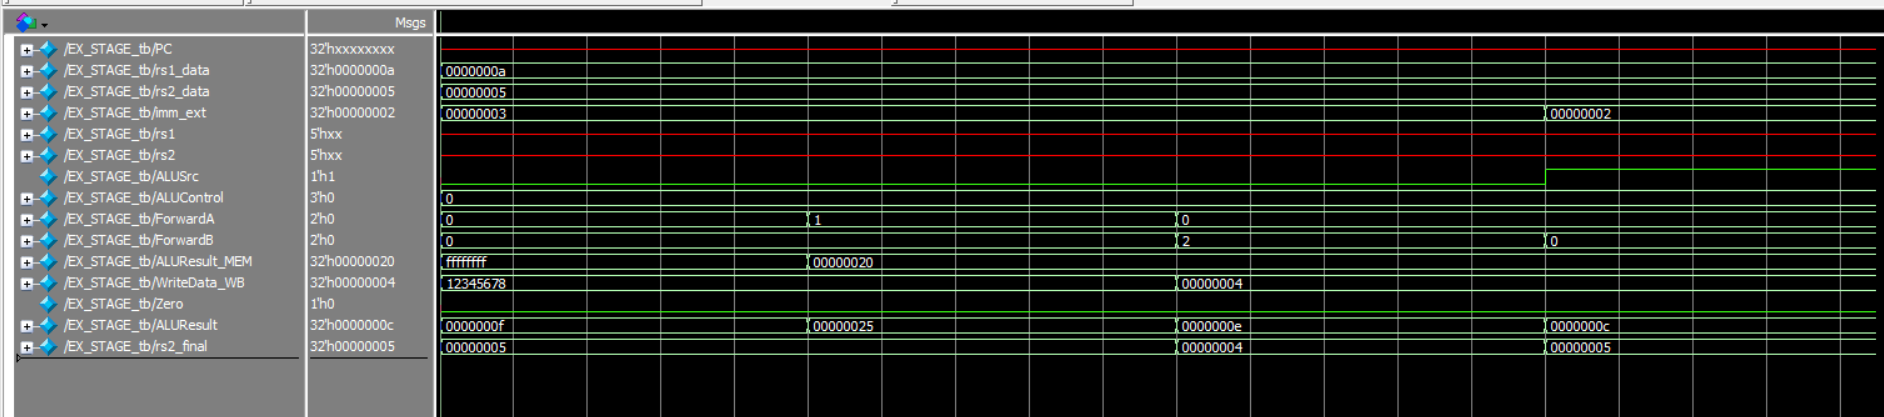 Msgs
/EX_STAGE_tb/PC 32'hxxxxxxxx
/EX_STAGE_tb/rs1_data 32'h0000000a 0000000a
/EX_STAGE_tb/rs2_data 32'h00000005 00000005
/EX_STAGE_tb/imm_ext 32'h00000002 00000003 00000002
/EX_STAGE_tb/rs1 5'hxx
/EX_STAGE_tb/rs2 5'hxx
/EX_STAGE_tb/ALUSrc 1'h1
/EX_STAGE_tb/ALUControl 3'h0 0
/EX_STAGE_tb/ForwardA 2'h0 0 1 0
/EX_STAGE_tb/ForwardB 2'h0 0 2 0
/EX_STAGE_tb/ALUResult_MEM 32'h00000020 ffffffff 00000020
/EX_STAGE_tb/WriteData_WB 32'h00000004 12345678 00000004
/EX_STAGE_tb/Zero 1'h0
/EX_STAGE_tb/ALUResult 32'h0000000c 0000000f 00000025 0000000e 0000000c
/EX_STAGE_tb/rs2_final 32'h00000005 00000005 00000004 00000005